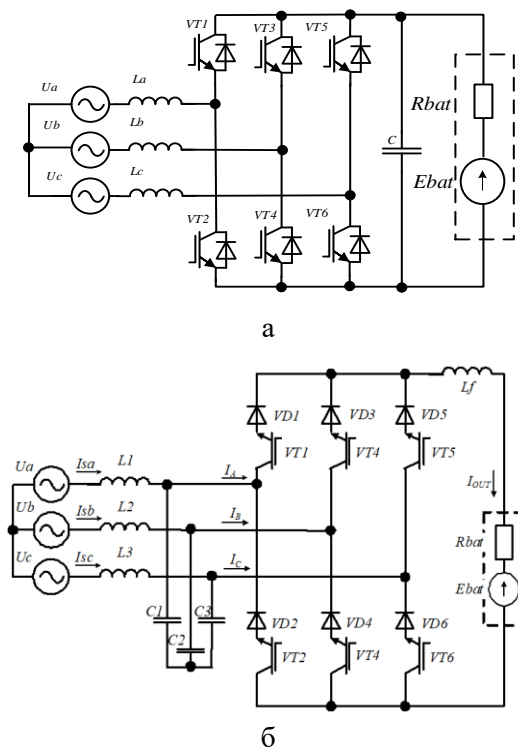 VT1 VT3 VT5
Ua La
Ub Lb
Uc Lc
C
Rbat
Ebat
VT2 VT4 VT6
а
Lf
VD1 VD3 VD5
VT1 VT4 VT5
Ua Isa L1 IA
Ub Isb L2 IB
Uc Isc L3 IC
IOUT
Rbat
Ebat
C1 C3
C2
VD2 VD4 VD6
VT2 VT4 VT6
б